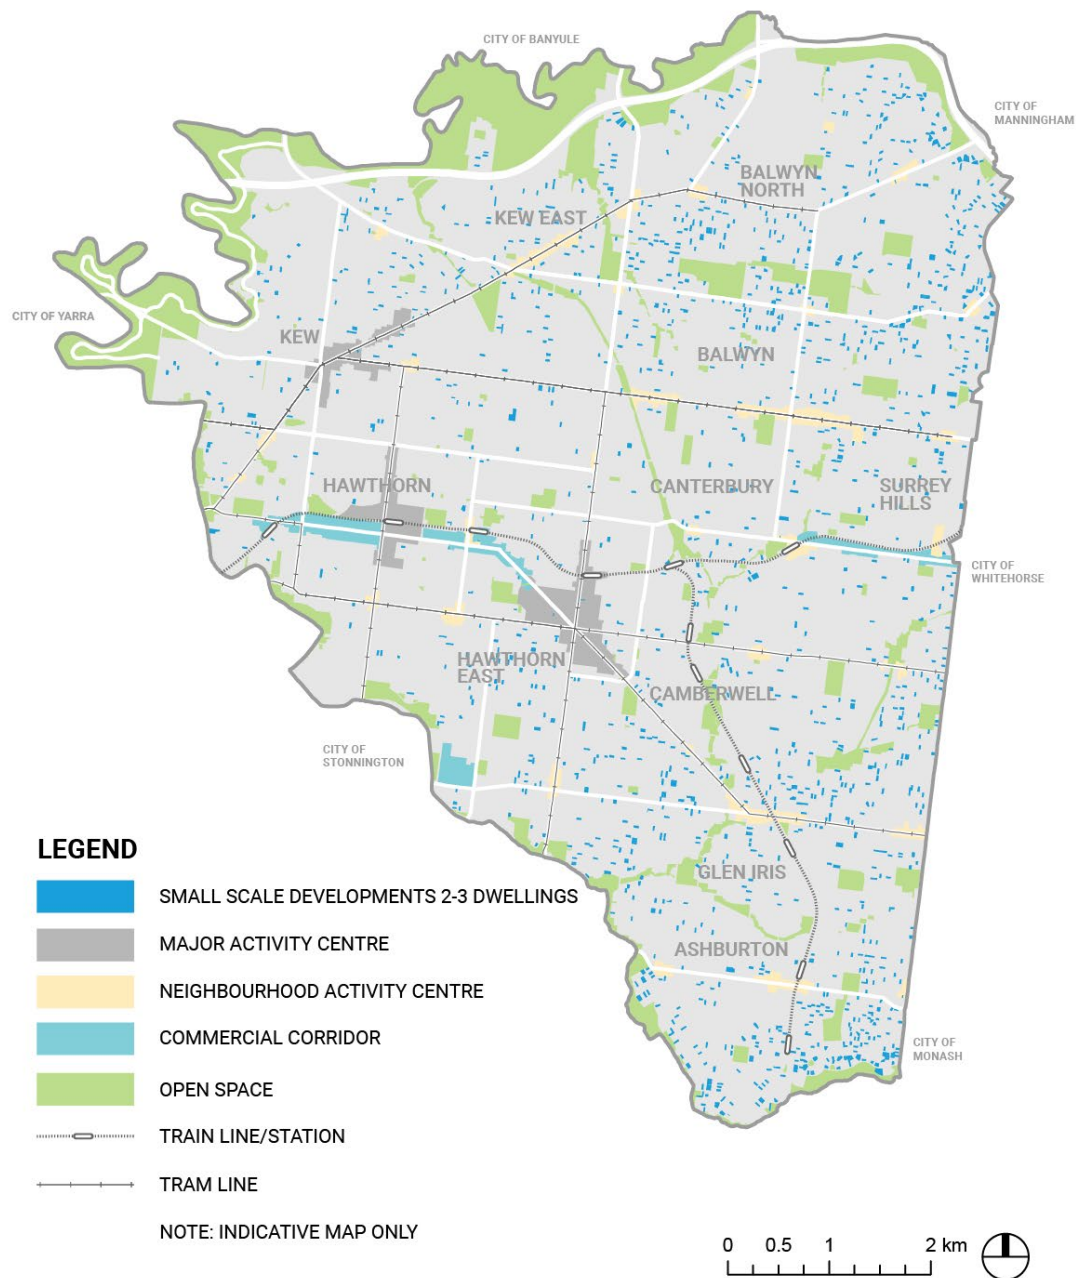 CITY OF BANYULE
CITY OF
MANNINGHAM
BALWYN
NORTH
KEW EAST
CITY OF YARRA
KEW
BALWYN
HAWTHORN
CANTERBURY
SURREY
HILLS
CITY OF
WHITEHORSE
HAWTHORN
EAST
CAMBERWELL
CITY OF
STONNINGTON
GLEN IRIS
ASHBURTON
CITY OF
MONASH
LEGEND
SMALL SCALE DEVELOPMENTS 2-3 DWELLINGS
MAJOR ACTIVITY CENTRE
NEIGHBOURHOOD ACTIVITY CENTRE
COMMERCIAL CORRIDOR
OPEN SPACE
TRAIN LINE/STATION
TRAM LINE
NOTE: INDICATIVE MAP ONLY
0 0.5 1 2 km